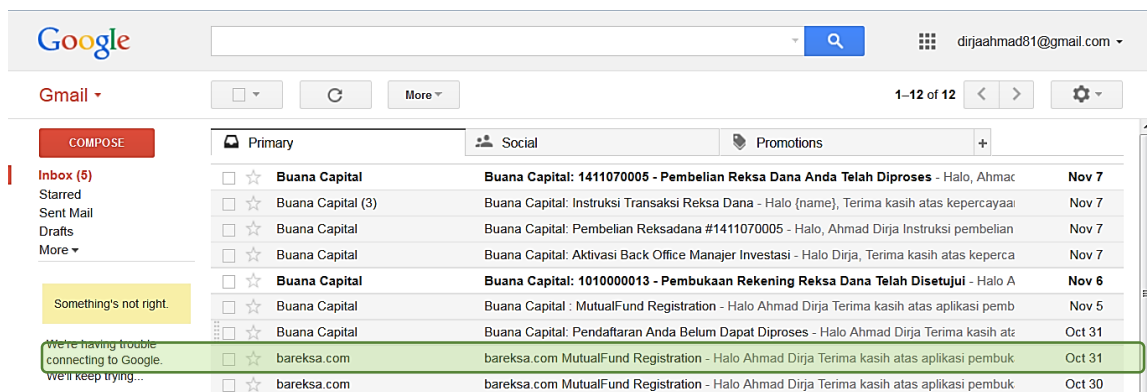 Google
dirjaahmad81@gmail.com
Gmail
More
1–12 of 12
COMPOSE
Primary
Social
Promotions
+
Inbox (5)
Starred
Sent Mail
Drafts
More
Something's not right.
We're having trouble
connecting to Google.
We'll keep trying...
Buana Capital Buana Capital: 1411070005 - Pembelian Reksa Dana Anda Telah Diproses - Halo, Ahmad Nov 7
Buana Capital (3) Buana Capital: Instruksi Transaksi Reksa Dana - Halo {name}, Terima kasih atas kepercayaa Nov 7
Buana Capital Buana Capital: Pembelian Reksadana #1411070005 - Halo, Ahmad Dirja Instruksi pembelian Nov 7
Buana Capital Buana Capital: Aktivasi Back Office Manajer Investasi - Halo Dirja, Terima kasih atas keperca Nov 7
Buana Capital Buana Capital: 1010000013 - Pembukaan Rekening Reksa Dana Telah Disetujui - Halo A Nov 6
Buana Capital Buana Capital : MutualFund Registration - Halo Ahmad Dirja Terima kasih atas aplikasi pemb Nov 5
Buana Capital Buana Capital: Pendaftaran Anda Belum Dapat Diproses - Halo Ahmad Dirja Terima kasih ata Oct 31
bareksa.com bareksa.com MutualFund Registration - Halo Ahmad Dirja Terima kasih atas aplikasi pembuk Oct 31
bareksa.com bareksa.com MutualFund Registration - Halo Ahmad Dirja Terima kasih atas aplikasi pembuk Oct 30